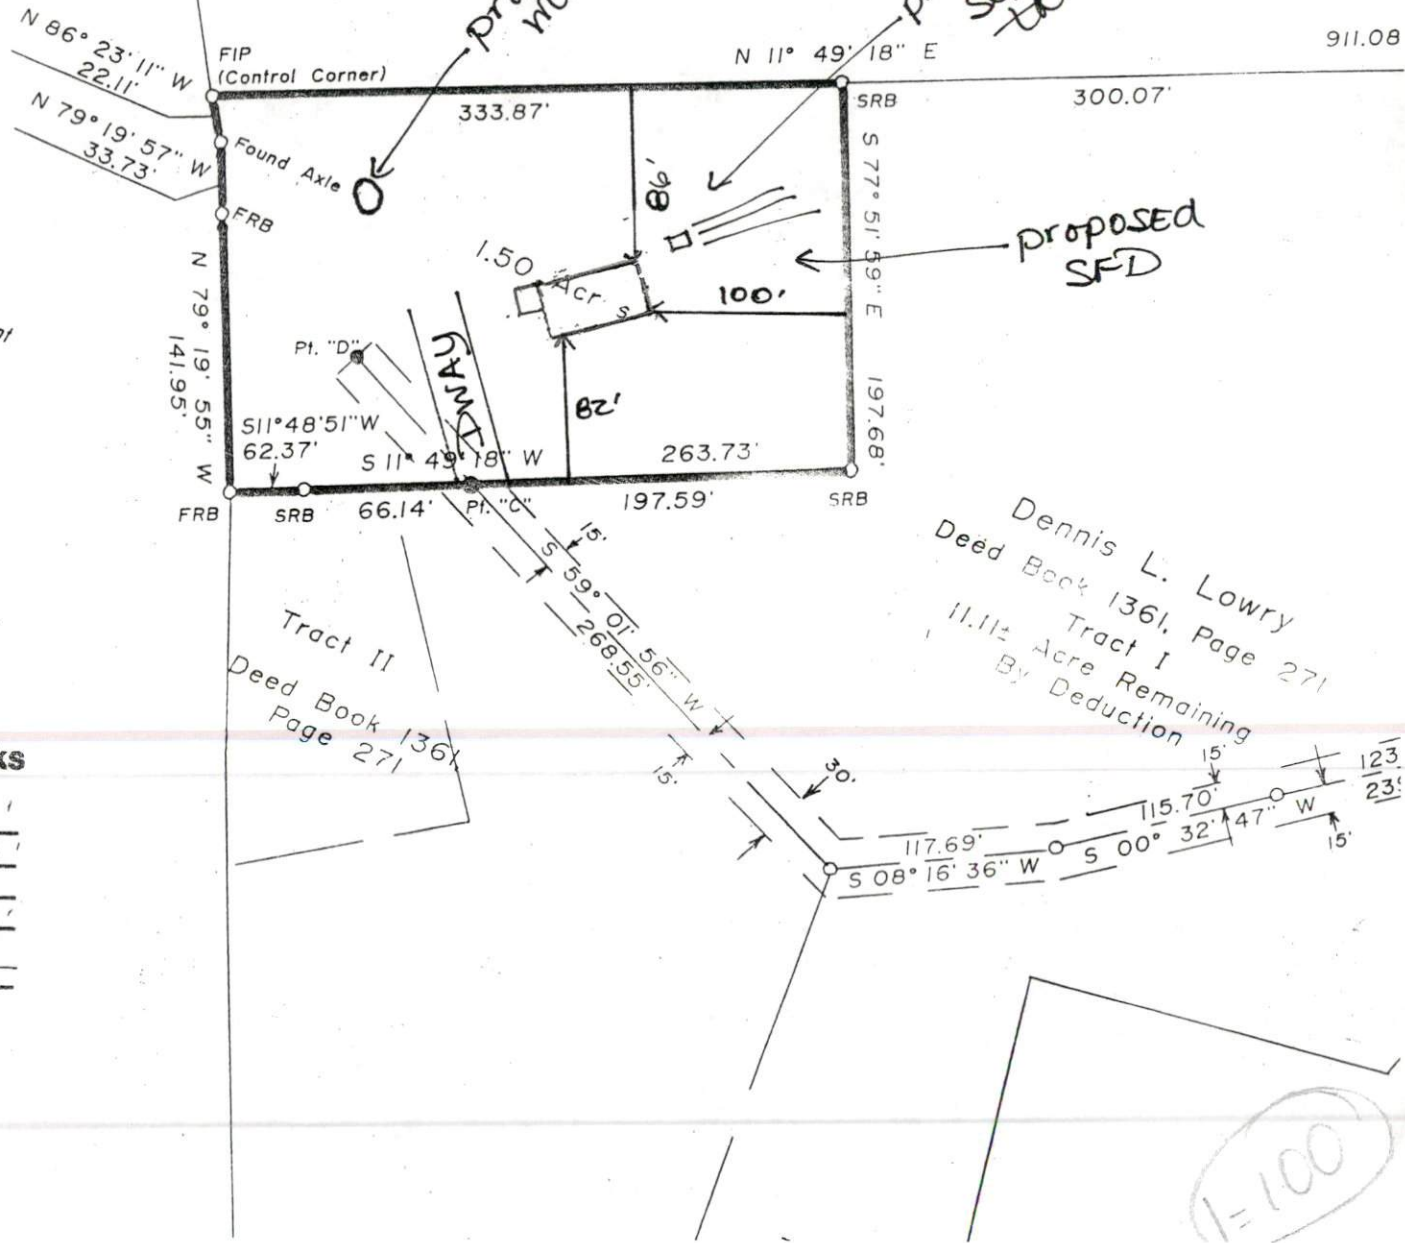 N 86° 23' 11" W
22.11'
N 79° 19' 57" W
33.73'
FIP
(Control Corner)
N 11° 49' 18" E
911.08
333.87'
SRB
300.07'
Found Axle
FRB
86'
S 77° 51' 59" E
197.68'
proposed
SFD
1.50 Acr s
100'
N 79° 19' 55" W
141.95'
Pt. "D"
DWAY
82'
S11°48'51"W
62.37'
S 11° 49' 18" W
263.73'
FRB
SRB
66.14'
Pt. "C"
197.59'
SRB
15'
S 59° 01' 56" W
268.55'
Dennis L. Lowry
Deed Book 1361, Page 271
Tract I
11.11± Acre Remaining
By Deduction
Tract II
Deed Book 1361,
Page 271
15'
30'
117.69'
S 08° 16' 36" W
115.70'
S 00° 32' 47" W
15'
15'
123
1=100